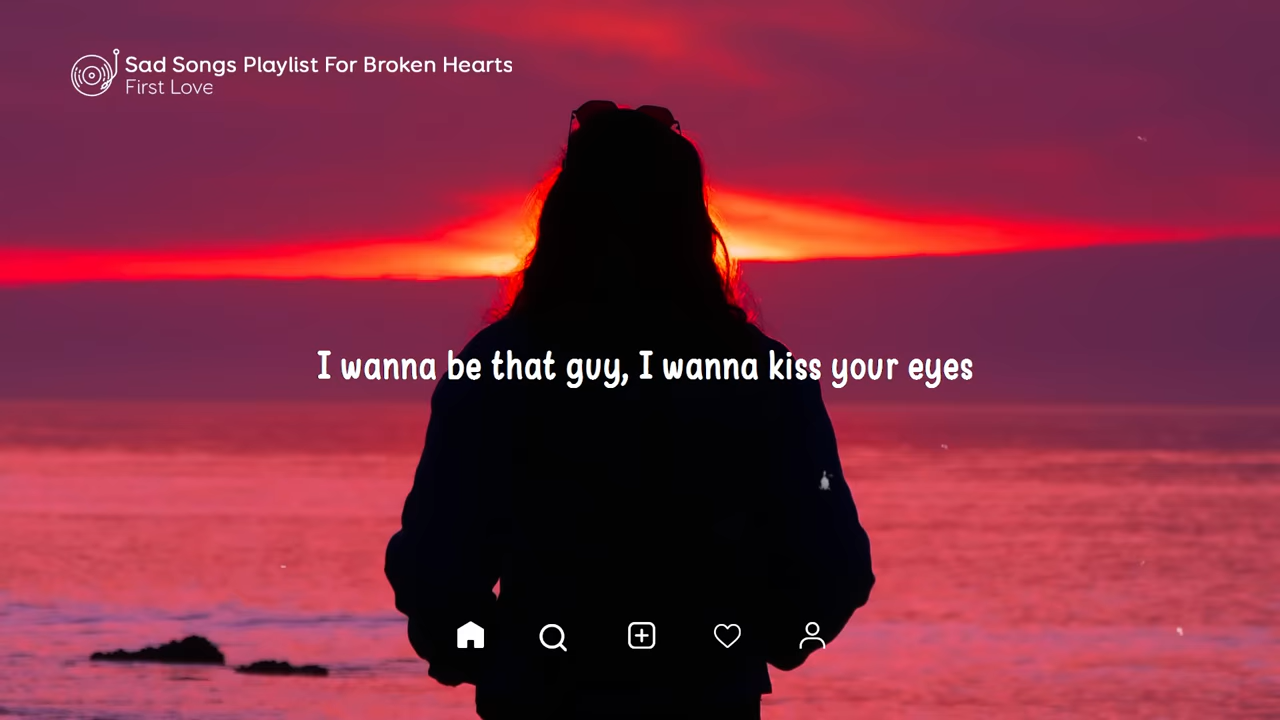 Sad Songs Playlist For Broken Hearts
First Love
I wanna be that guy, I wanna kiss your eyes